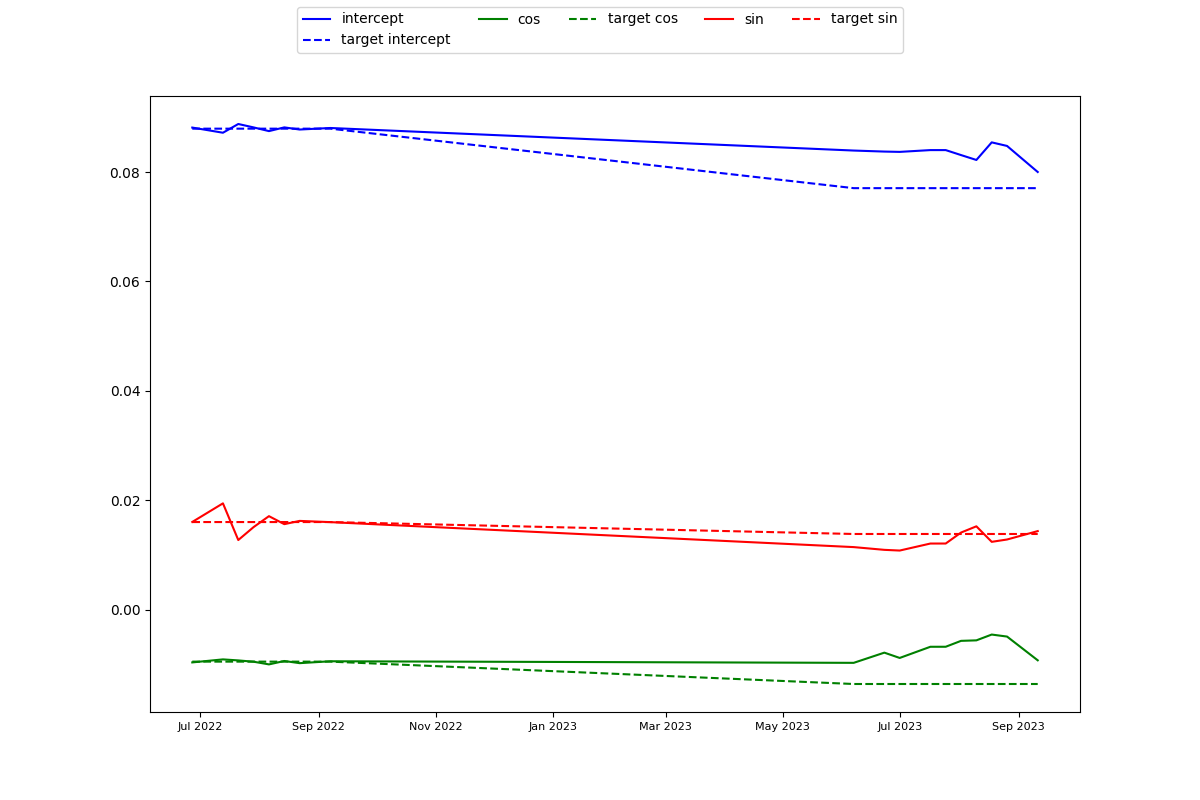 intercept
target intercept
cos
target cos
sin
target sin
0.08
0.06
0.04
0.02
0.00
Jul 2022
Sep 2022
Nov 2022
Jan 2023
Mar 2023
May 2023
Jul 2023
Sep 2023